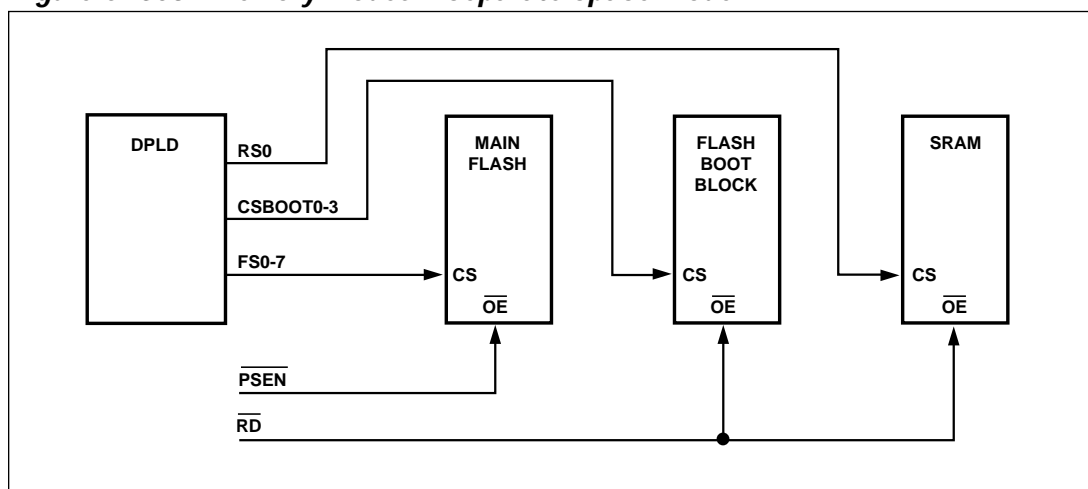 DPLD
RS0
CSBOOT0-3
FS0-7
MAIN
FLASH
CS
OE
FLASH
BOOT
BLOCK
CS
OE
SRAM
CS
OE
PSEN
RD